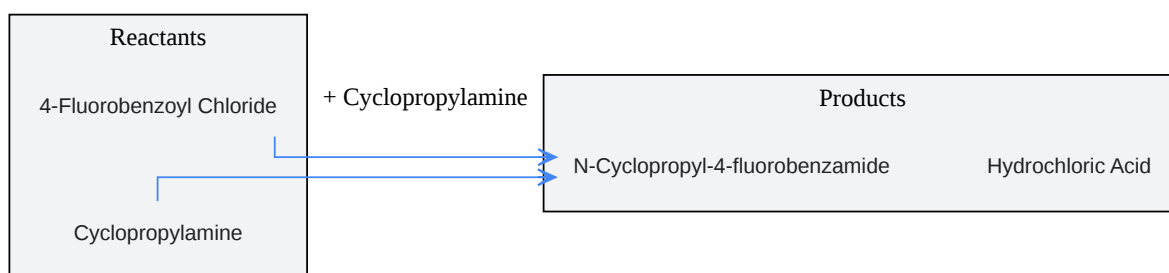 Reactants
4-Fluorobenzoyl Chloride
Cyclopropylamine
+ Cyclopropylamine
Products
N-Cyclopropyl-4-fluorobenzamide
Hydrochloric Acid